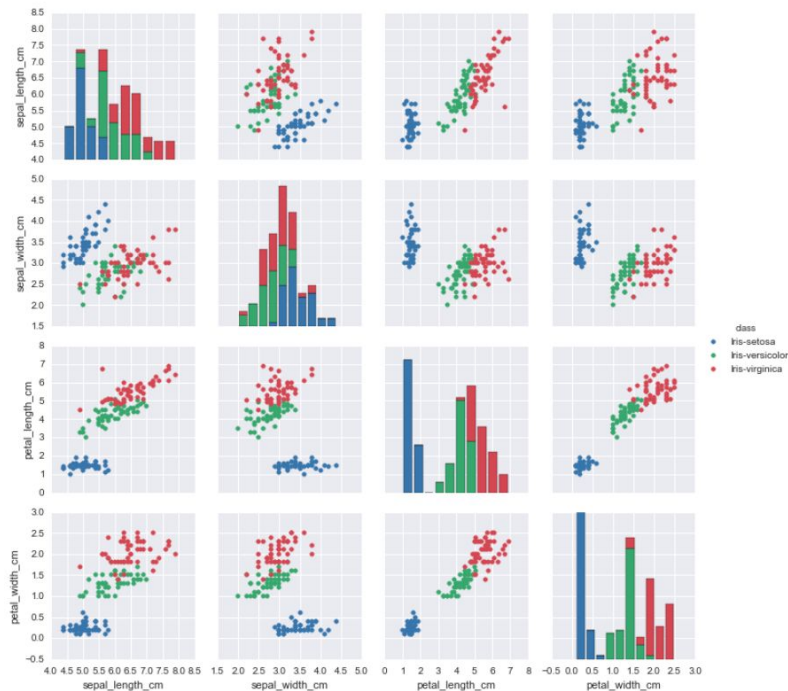 8.5
8.0
7.5
7.0
6.5
6.0
5.5
5.0
4.5
4.0
sepal_length_cm
5.0
4.5
4.0
3.5
3.0
2.5
2.0
1.5
sepal_width_cm
class
Iris-setosa
Iris-versicolor
Iris-virginica
8
7
6
5
4
3
2
1
0
petal_length_cm
3.0
2.5
2.0
1.5
1.0
0.5
0.0
-0.5
petal_width_cm
4.0 4.5 5.0 5.5 6.0 6.5 7.0 7.5 8.0 8.5
sepal_length_cm
1.5 2.0 2.5 3.0 3.5 4.0 4.5 5.0
sepal_width_cm
0 1 2 3 4 5 6 7 8
petal_length_cm
-0.5 0.0 0.5 1.0 1.5 2.0 2.5 3.0
petal_width_cm